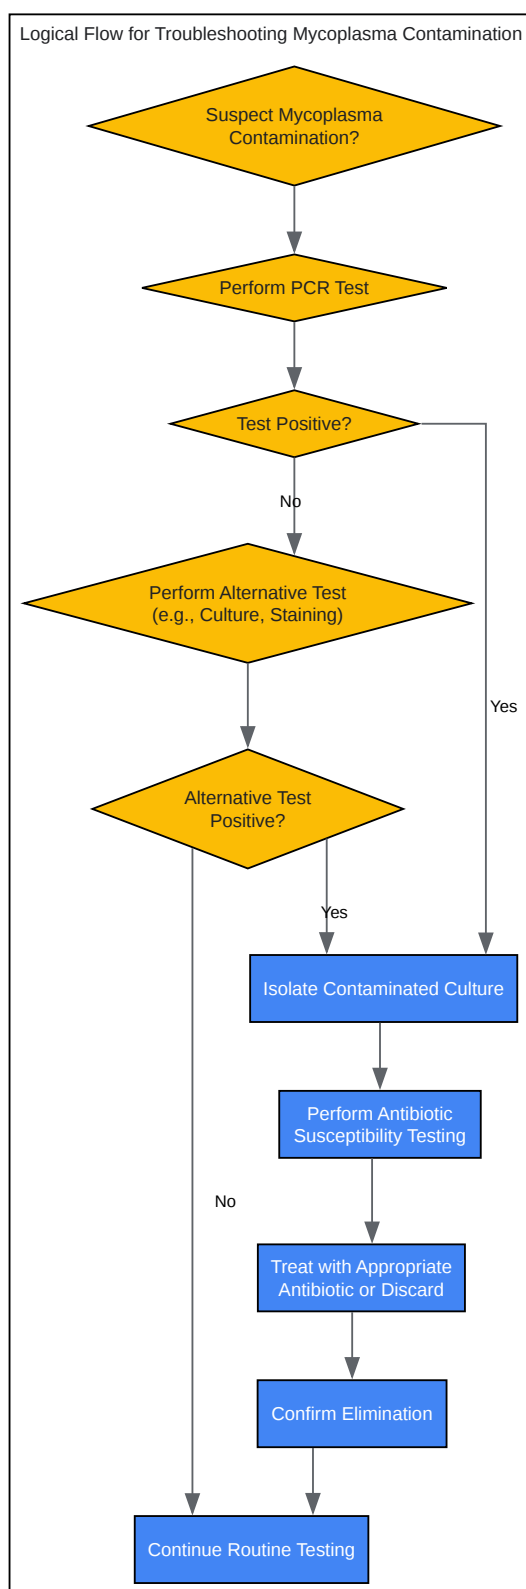 Logical Flow for Troubleshooting Mycoplasma Contamination
Suspect Mycoplasma
Contamination?
Perform PCR Test
Test Positive?
No
Perform Alternative Test
(e.g., Culture, Staining)
Yes
Alternative Test
Positive?
Yes
Isolate Contaminated Culture
Perform Antibiotic
Susceptibility Testing
No
Treat with Appropriate
Antibiotic or Discard
Confirm Elimination
Continue Routine Testing